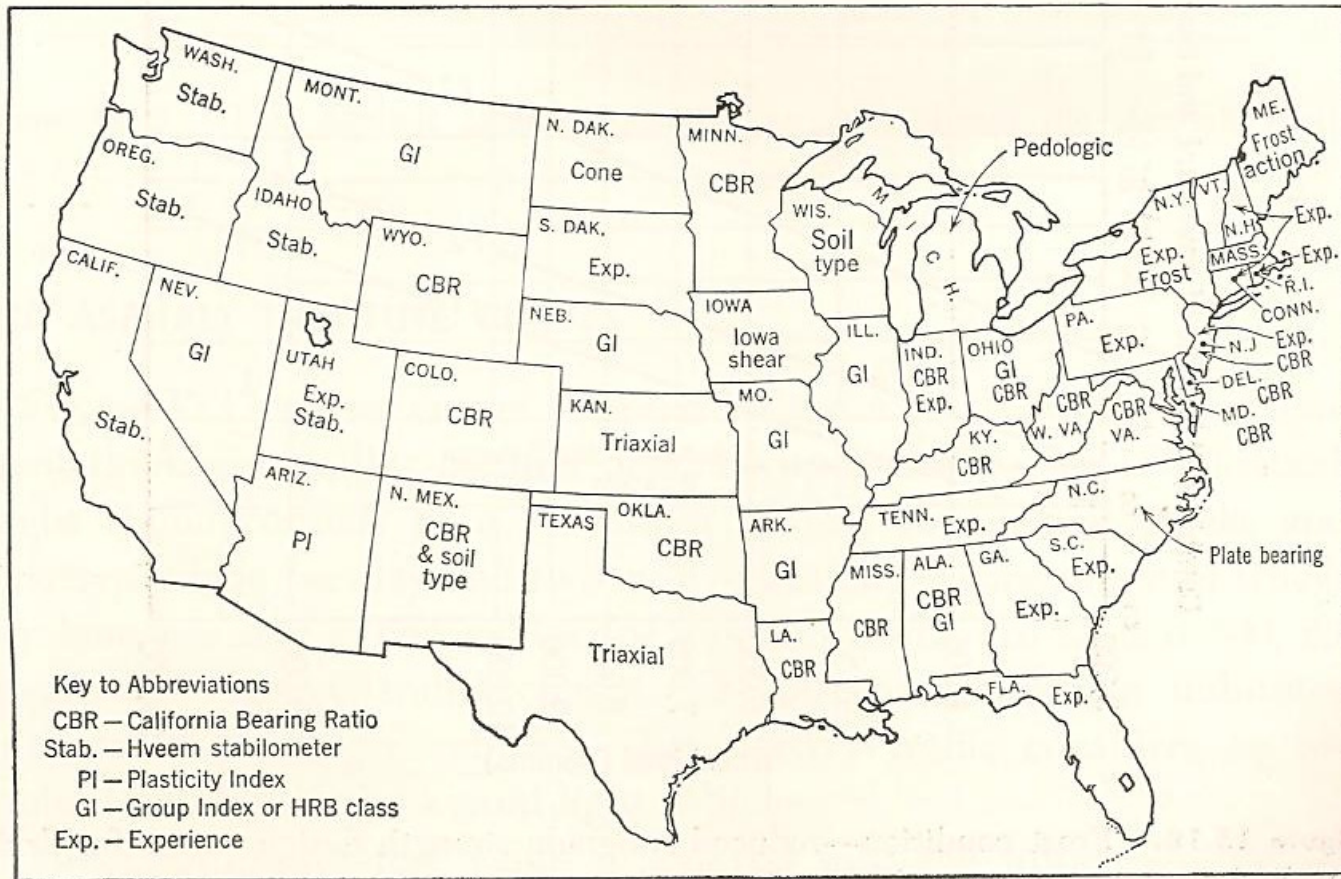 WASH.
Stab.
MONT.
GI
N. DAK.
Cone
MINN.
CBR
Pedologic
ME.
Frost
action
OREG.
Stab.
IDAHO
Stab.
WYO.
CBR
S. DAK.
Exp.
WIS.
Soil
type
M
I
C
H.
N.Y.
Exp.
Frost
VT.
N.H.
Exp.
MASS.
Exp.
R.I.
CONN.
CALIF.
Stab.
NEV.
GI
UTAH
Exp.
Stab.
COLO.
CBR
NEB.
GI
IOWA
Iowa
shear
ILL.
GI
IND.
CBR
Exp.
OHIO
GI
CBR
PA.
Exp.
Exp.
N.J
CBR
DEL.
CBR
MD.
CBR
KAN.
Triaxial
MO.
GI
KY.
CBR
CBR
W. VA.
CBR
VA.
ARIZ.
PI
N. MEX.
CBR
& soil
type
TEXAS
Triaxial
OKLA.
CBR
ARK.
GI
TENN.
Exp.
N.C.
Plate bearing
S.C.
Exp.
MISS.
CBR
ALA.
CBR
GI
GA.
Exp.
LA.
CBR
FLA.
Exp.
Key to Abbreviations
CBR — California Bearing Ratio
Stab. — Hveem stabilometer
PI — Plasticity Index
GI — Group Index or HRB class
Exp. — Experience